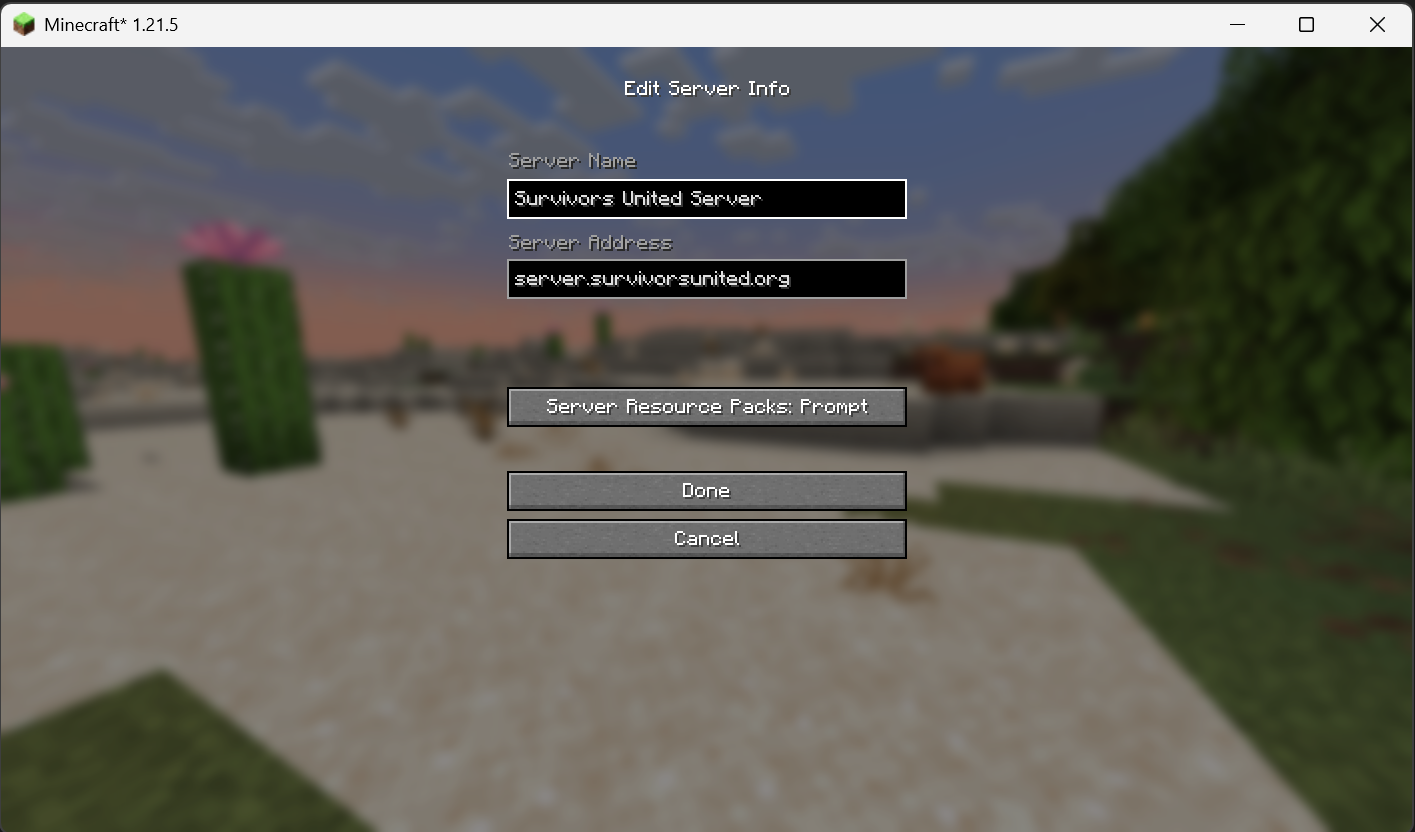 Minecraft* 1.21.5
Edit Server Info
Server Name
Survivors United Server
Server Address
server.survivorsunited.org
Server Resource Packs: Prompt
Done
Cancel